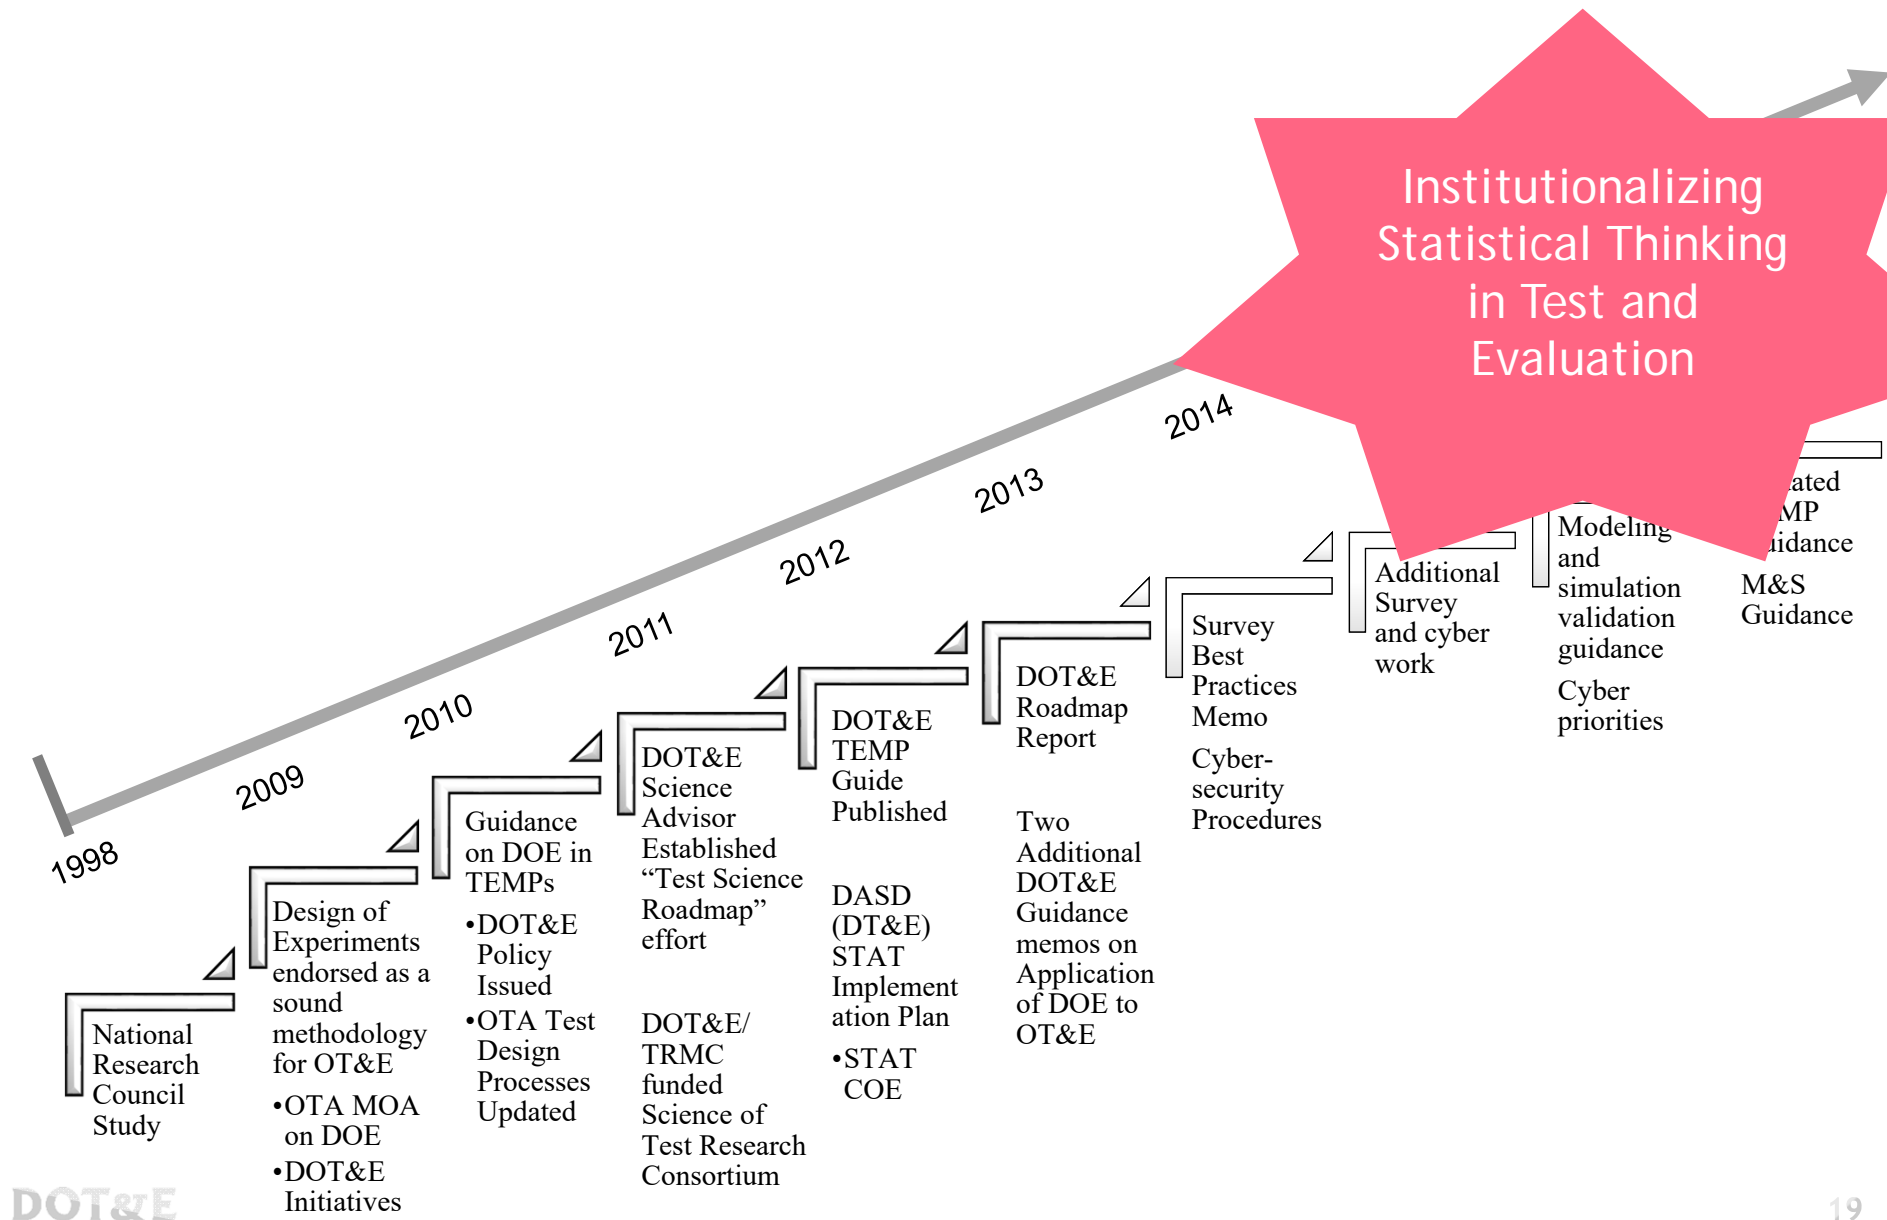 Institutionalizing
Statistical Thinking
in Test and
Evaluation
1998
2009
2010
2011
2012
2013
2014
National
Research
Council
Study
Design of
Experiments
endorsed as a
sound
methodology
for OT&E
•OTA MOA
on DOE
•DOT&E
Initiatives
Guidance
on DOE in
TEMPs
•DOT&E
Policy
Issued
•OTA Test
Design
Processes
Updated
DOT&E
Science
Advisor
Established
“Test Science
Roadmap”
effort
DOT&E/
TRMC
funded
Science of
Test Research
Consortium
DOT&E
TEMP
Guide
Published
DASD
(DT&E)
STAT
Implement
ation Plan
•STAT
COE
DOT&E
Roadmap
Report
Two
Additional
DOT&E
Guidance
memos on
Application
of DOE to
OT&E
Survey
Best
Practices
Memo
Cyber-
security
Procedures
Additional
Survey
and cyber
work
Modeling
and
simulation
validation
guidance
Cyber
priorities
M&S
Guidance
DOT&E
19